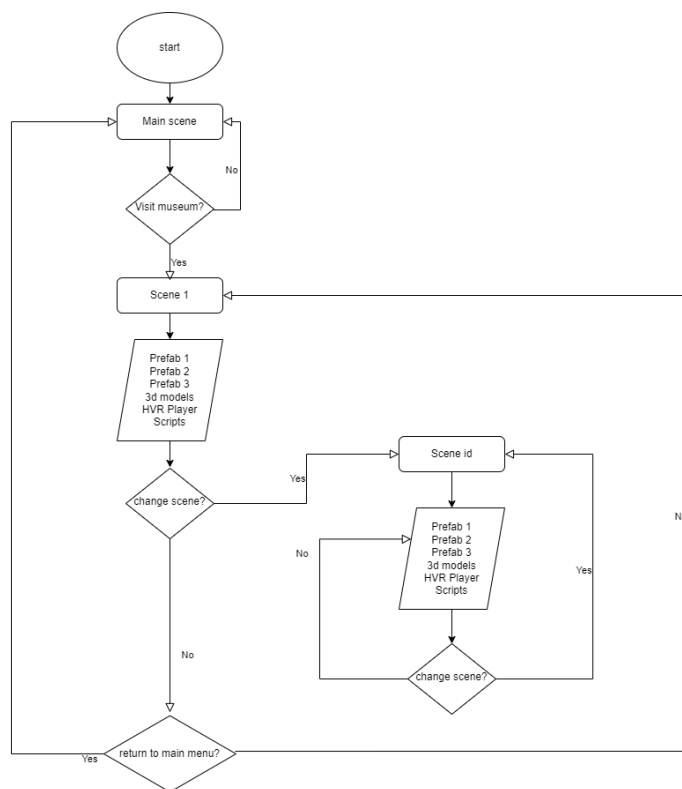 start
Main scene
No
Visit museum?
Yes
Scene 1
Prefab 1
Prefab 2
Prefab 3
3d models
HVR Player
Scripts
change scene?
Yes
Scene id
Prefab 1
Prefab 2
Prefab 3
3d models
HVR Player
Scripts
No
Yes
change scene?
No
return to main menu?
Yes